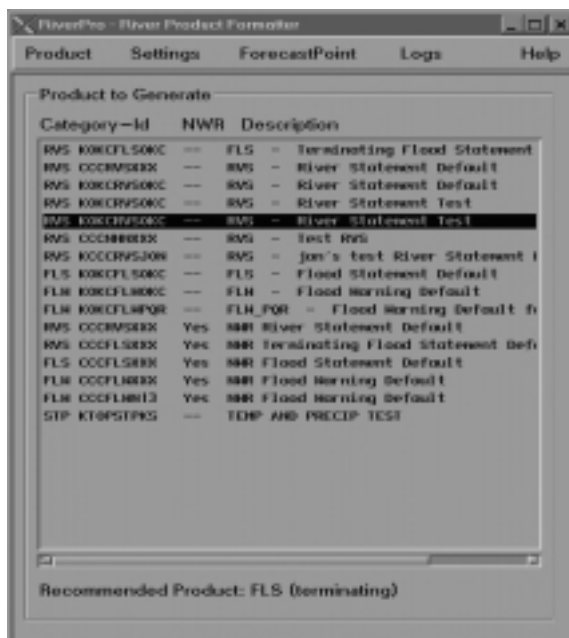 RiverPro - River Product Formatter
Product Settings ForecastPoint Logs Help
Product to Generate
Category-Id NWR Description
RVS KOKCFLSOKC -- FLS - Terminating Flood Statement
RVS CCCRVSXXX -- RVS - River Statement Default
RVS KOKCRVSOKC -- RVS - River Statement Default
RVS KOKCRVSOKC -- RVS - River Statement Test
RVS KOKCRVSOKC -- RVS - River Statement Test
RVS -- RVS - Test RVS
RVS KCCCRVSJON -- RVS - jon's test River Statement
FLS KOKCFLSOKC -- FLS - Flood Statement Default
FLW KOKCFLWOKC -- FLW - Flood Warning Default
FLW KOKCFLWPQR -- FLW_PQR - Flood Warning Default
RVS CCCRVSXXX Yes NWR River Statement Default
RVS CCCFLSXXX Yes NWR Terminating Flood Statement Def
FLS CCCFLSXXX Yes NWR Flood Statement Default
FLW CCCFLWXXX Yes NWR Flood Warning Default
FLW Yes NWR Flood Warning Default
STP KTOPSTPKS -- TEMP AND PRECIP TEST
Recommended Product: FLS (terminating)